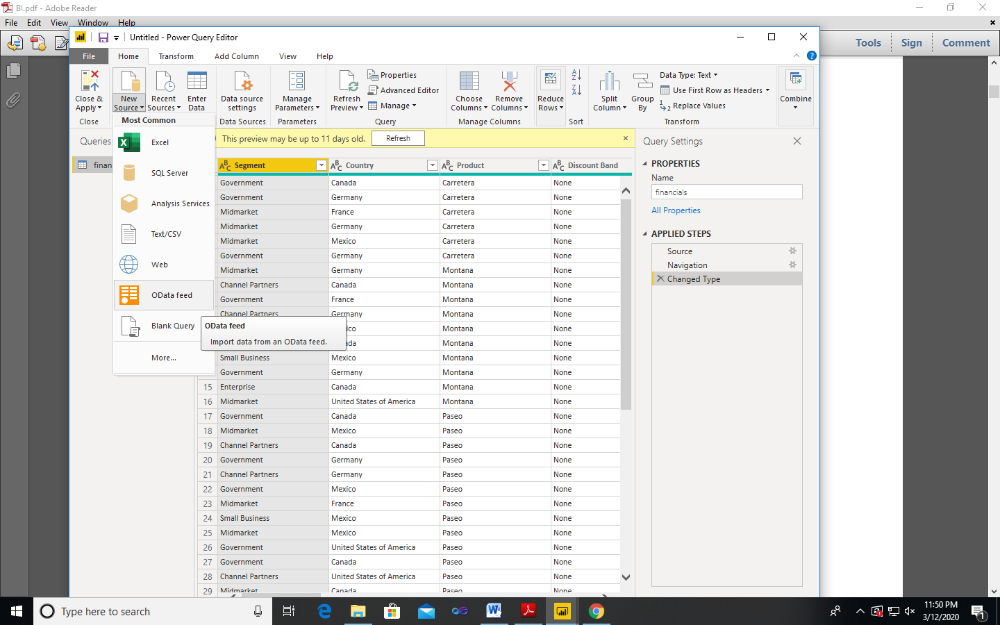 BI.pdf - Adobe Reader
File Edit View Window Help
Tools Sign Comment
Untitled - Power Query Editor
File Home Transform Add Column View Help
Close & Apply
New Source
Recent Sources
Enter Data
Data source settings
Manage Parameters
Refresh Preview
Properties
Advanced Editor
Manage
Choose Columns
Remove Columns
Reduce Rows
Split Column
Group By
Data Type: Text
Use First Row as Headers
Replace Values
Combine
Close Data Sources Parameters Query Manage Columns Sort Transform
Most Common
Excel
SQL Server
Analysis Services
Text/CSV
Web
OData feed
Blank Query
More...
OData feed
Import data from an OData feed.
Queries
finan
This preview may be up to 11 days old. Refresh
Segment Country Product Discount Band
Government Canada Carretera None
Government Germany Carretera None
Midmarket France Carretera None
Midmarket Germany Carretera None
Midmarket Mexico Carretera None
Government Germany Carretera None
Midmarket Germany Montana None
Channel Partners Canada Montana None
Government France Montana None
Channel Partners Germany Montana None
ico Montana None
ada Montana None
Small Business Mexico Montana None
Government Germany Montana None
15 Enterprise Canada Montana None
16 Midmarket United States of America Montana None
17 Government Canada Paseo None
18 Midmarket Mexico Paseo None
19 Channel Partners Canada Paseo None
20 Government Germany Paseo None
21 Channel Partners Germany Paseo None
22 Government Mexico Paseo None
23 Midmarket France Paseo None
24 Small Business Mexico Paseo None
25 Midmarket Mexico Paseo None
26 Government United States of America Paseo None
27 Government Canada Paseo None
28 Channel Partners United States of America Paseo None
29 Midmarket Canada Paseo None
Query Settings
PROPERTIES
Name
financials
All Properties
APPLIED STEPS
Source
Navigation
Changed Type
Type here to search
11:50 PM
3/12/2020
1